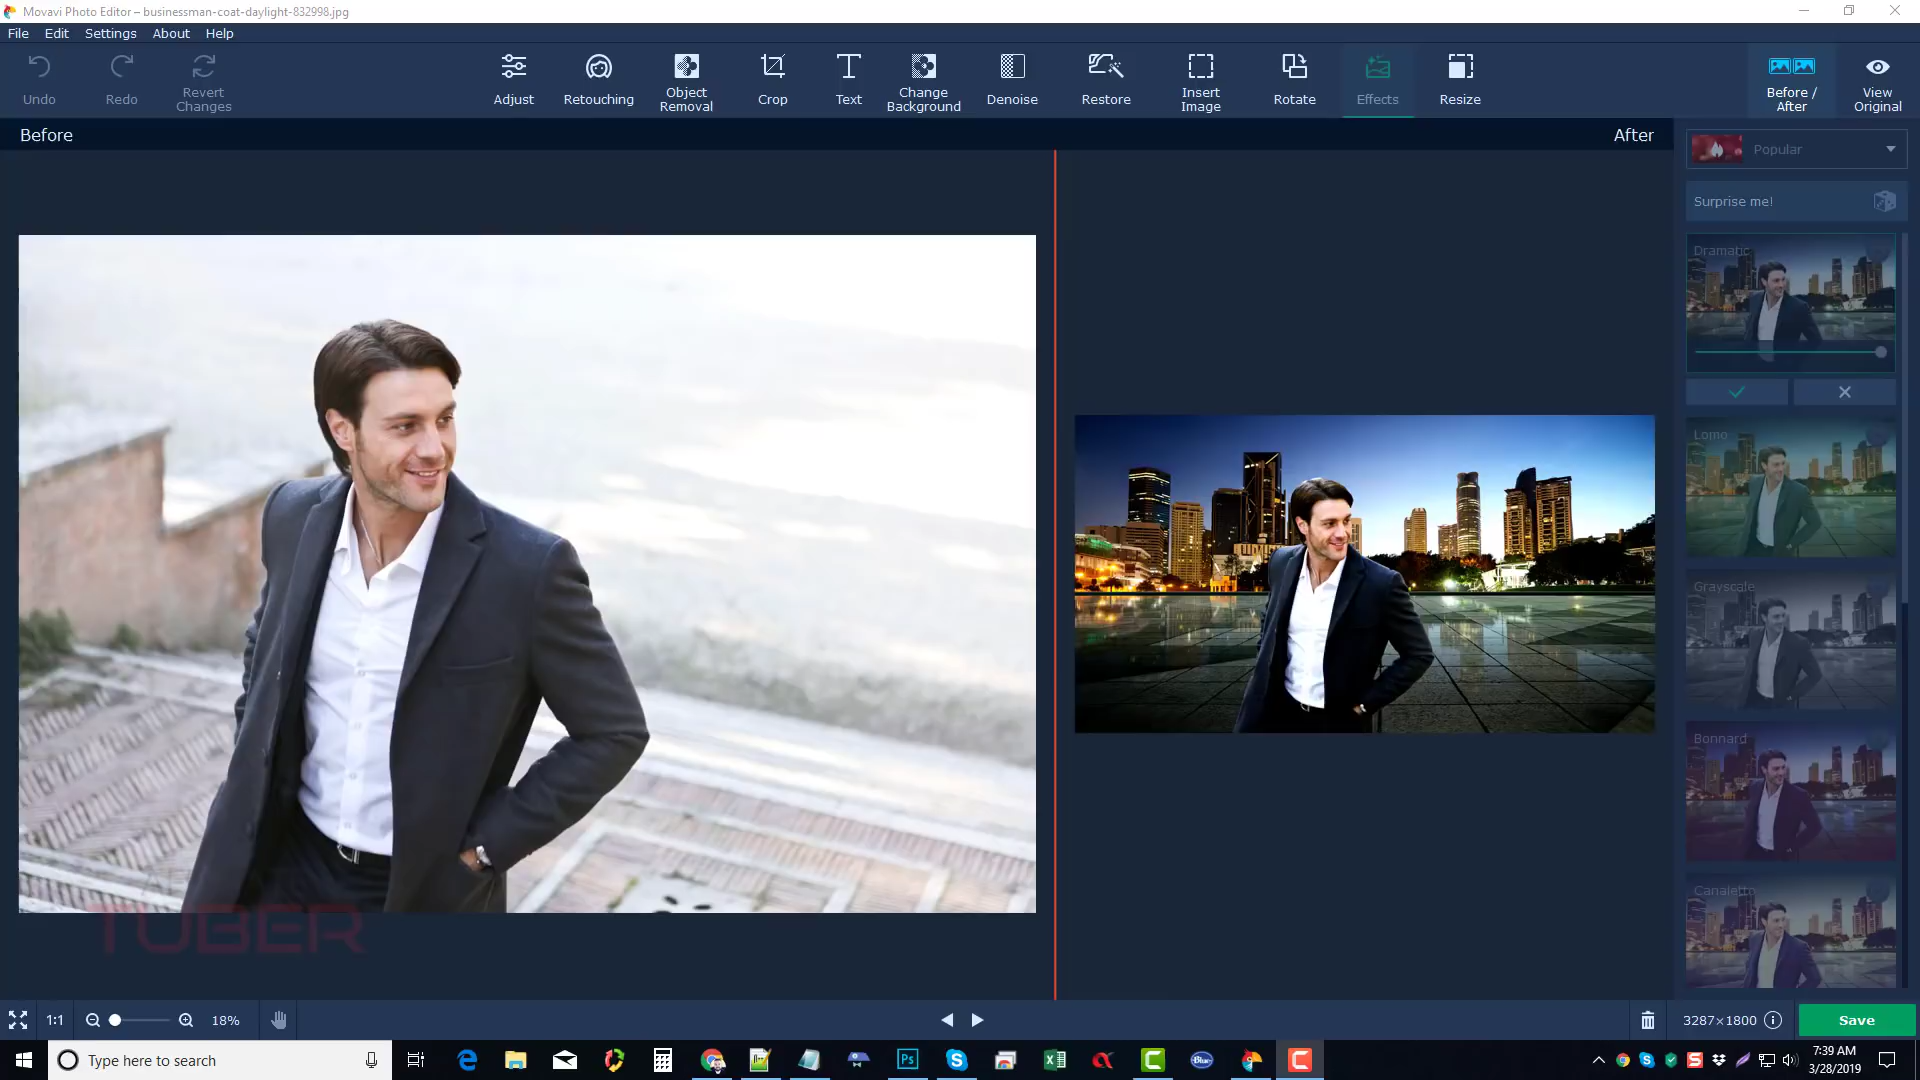 Movavi Photo Editor – businessman-coat-daylight-832998.jpg
File Edit Settings About Help
Undo
Redo
Revert
Changes
Adjust
Retouching
Object
Removal
Crop
Text
Change
Background
Denoise
Restore
Insert
Image
Rotate
Effects
Resize
Before /
After
View
Original
Before
After
Popular
Surprise me!
Dramatic
Lomo
Grayscale
Bonnard
Canaletto
TUBER
1:1
18%
3287×1800
Save
Type here to search
7:39 AM
3/28/2019